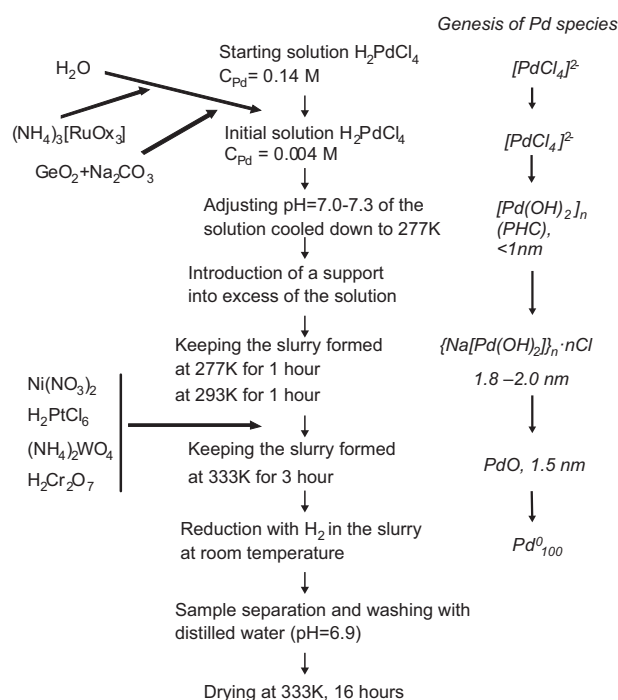 Genesis of Pd species
Starting solution H₂PdCl₄
C_Pd= 0.14 M
H₂O
[PdCl₄]²⁻
(NH₄)₃[RuOx₃]
Initial solution H₂PdCl₄
C_Pd = 0.004 M
[PdCl₄]²⁻
GeO₂+Na₂CO₃
Adjusting pH=7.0-7.3 of the
solution cooled down to 277K
[Pd(OH)₂]ₙ
(PHC),
<1nm
Introduction of a support
into excess of the solution
Keeping the slurry formed
at 277K for 1 hour
at 293K for 1 hour
{Na[Pd(OH)₂]}ₙ·nCl
1.8 –2.0 nm
Ni(NO₃)₂
H₂PtCl₆
(NH₄)₂WO₄
H₂Cr₂O₇
Keeping the slurry formed
at 333K for 3 hour
PdO, 1.5 nm
Reduction with H₂ in the slurry
at room temperature
Pd⁰₁₀₀
Sample separation and washing with
distilled water (pH=6.9)
Drying at 333K, 16 hours